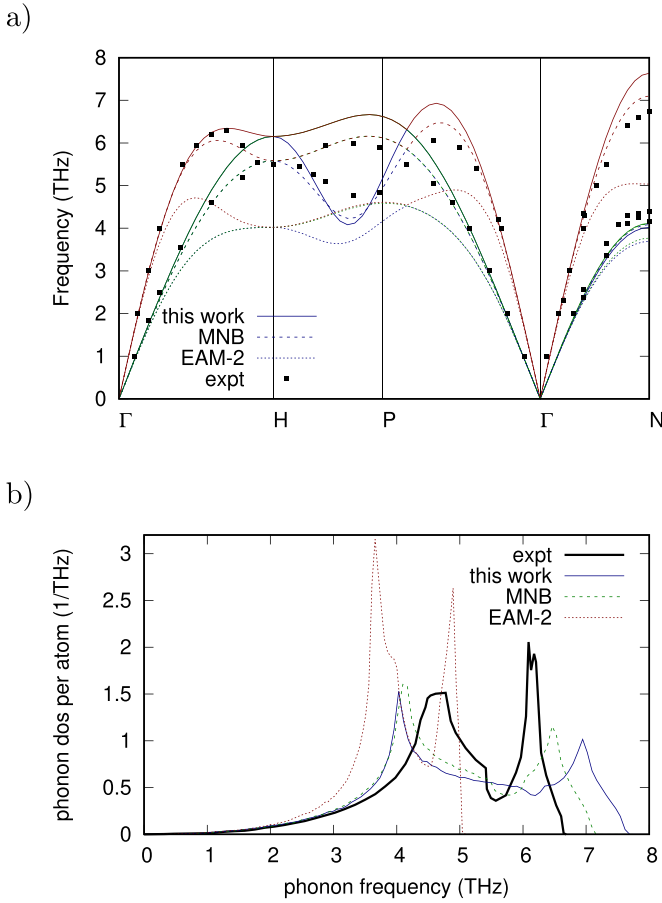 a)
8
7
6
5
4
3
2
1
0
Frequency (THz)
this work
MNB
EAM-2
expt
Γ H P Γ N
b)
3
2.5
2
1.5
1
0.5
0
phonon dos per atom (1/THz)
expt
this work
MNB
EAM-2
0 1 2 3 4 5 6 7 8
phonon frequency (THz)